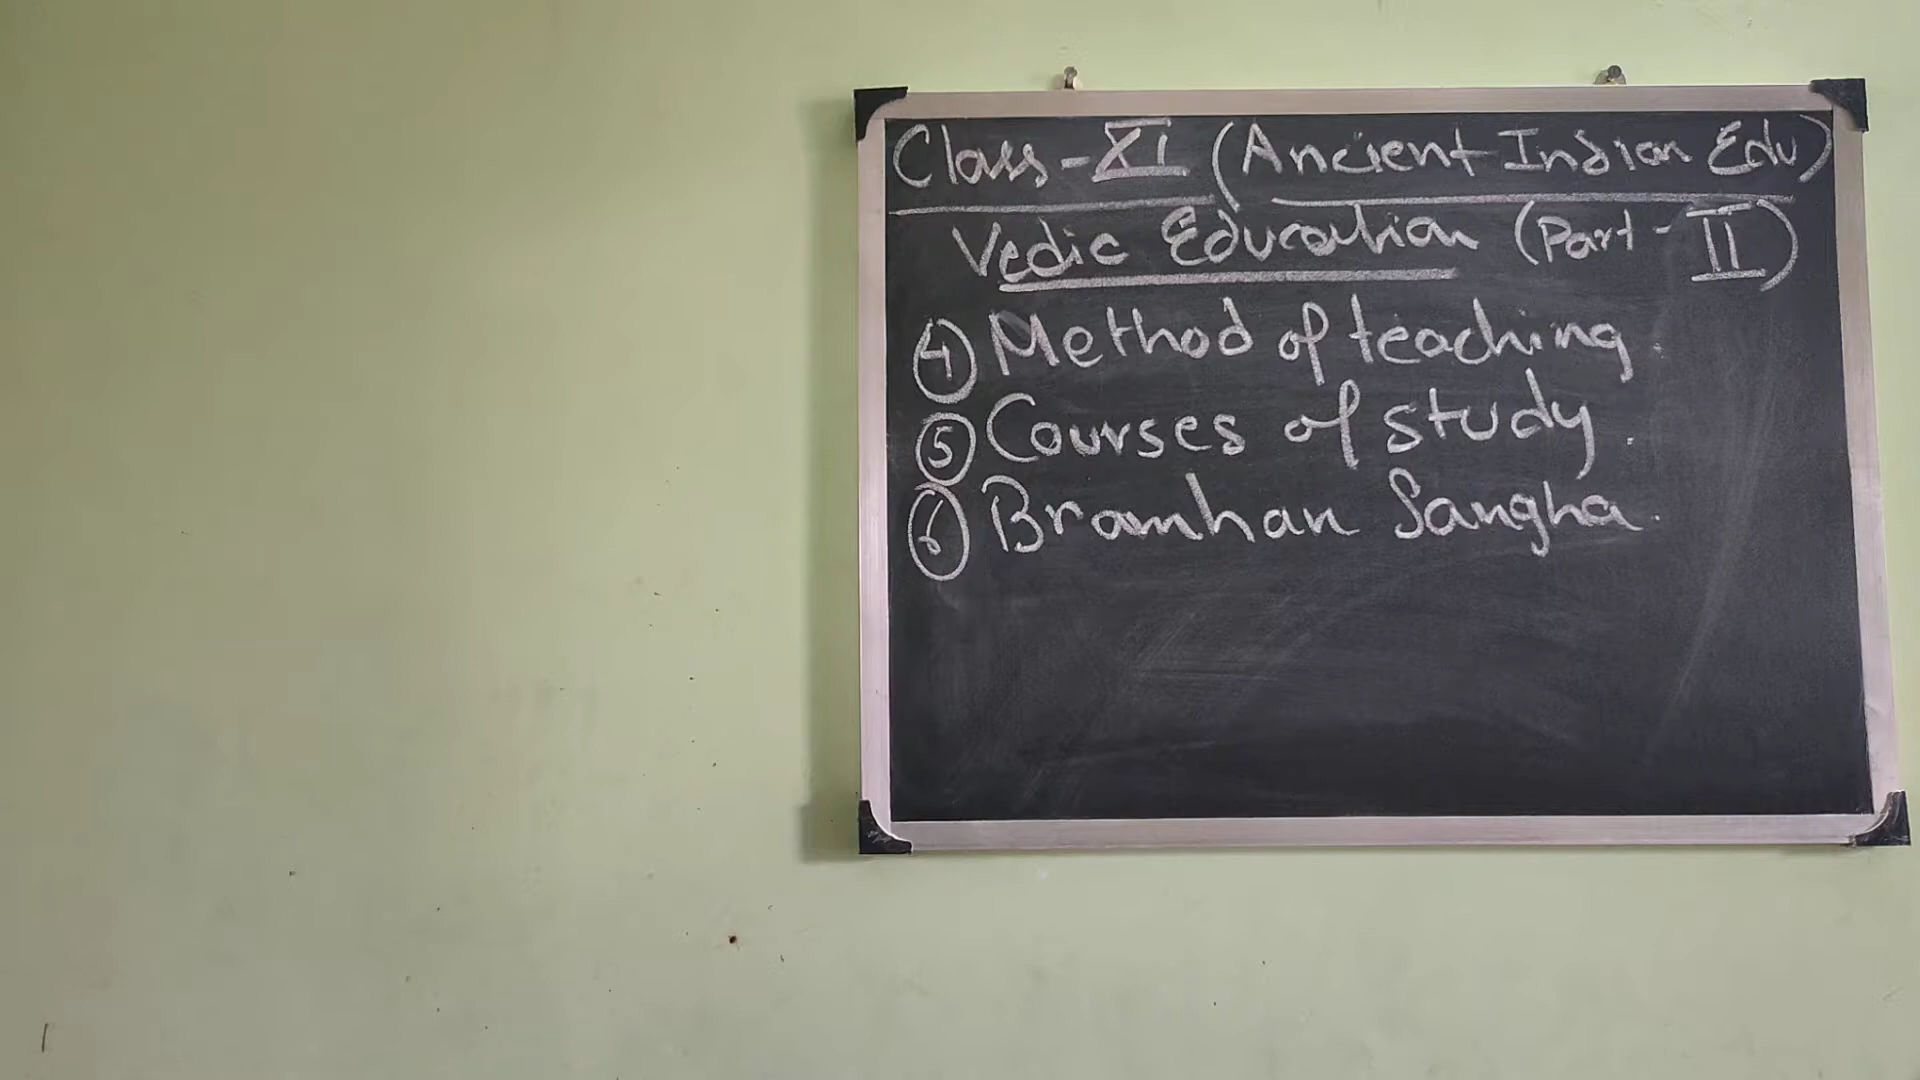 Class-XI (Ancient Indian Edu)
Vedic Education (Part-II)
④ Method of teaching.
⑤ Courses of study.
⑥ Bramhan Sangha.